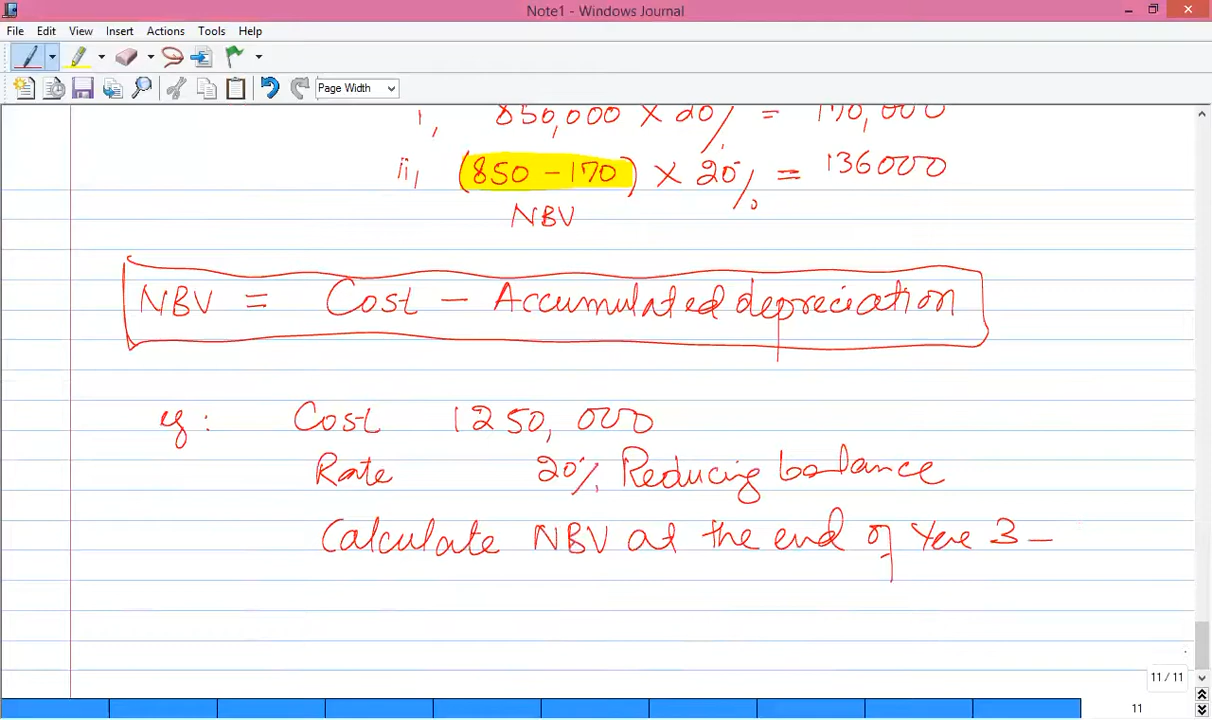 Note1 - Windows Journal
File Edit View Insert Actions Tools Help
Page Width
i, 850,000 X 20% = 170,000
ii, (850 - 170) X 20% = 136000
NBV
NBV = Cost - Accumulated depreciation
eg: Cost 1250,000
Rate 20% Reducing balance
Calculate NBV at the end of Year 3 -
11 / 11
11